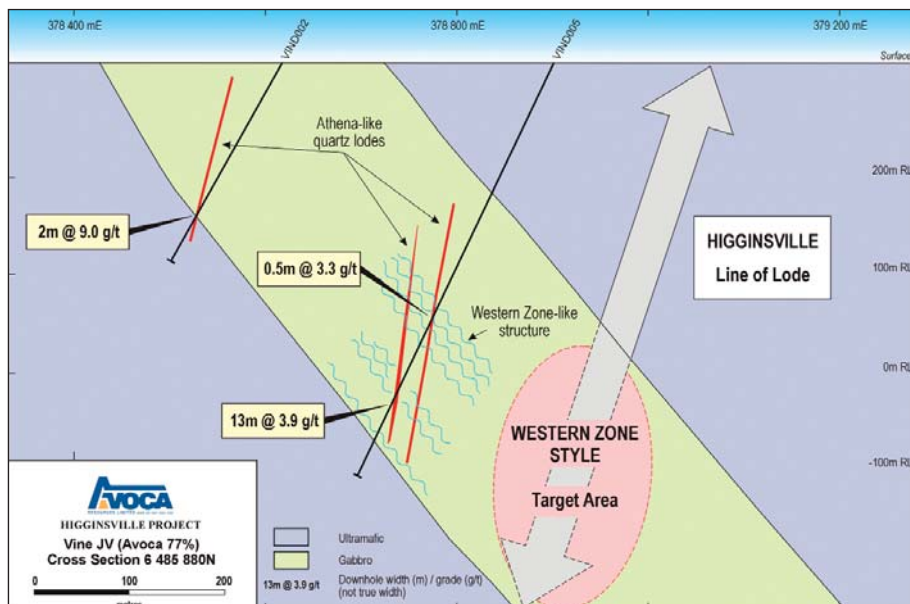 378 400 mE
378 800 mE
379 200 mE
VIND002
VIND005
Surface
Athena-like
quartz lodes
200m RL
2m @ 9.0 g/t
HIGGINSVILLE
Line of Lode
0.5m @ 3.3 g/t
100m RL
Western Zone-like
structure
0m RL
13m @ 3.9 g/t
WESTERN ZONE
STYLE
Target Area
-100m RL
AVOCA
RESOURCES LIMITED
HIGGINSVILLE PROJECT
Vine JV (Avoca 77%)
Cross Section 6 485 880N
0 100 200
metres
Ultramafic
Gabbro
13m @ 3.9 g/t Downhole width (m) / grade (g/t)
(not true width)